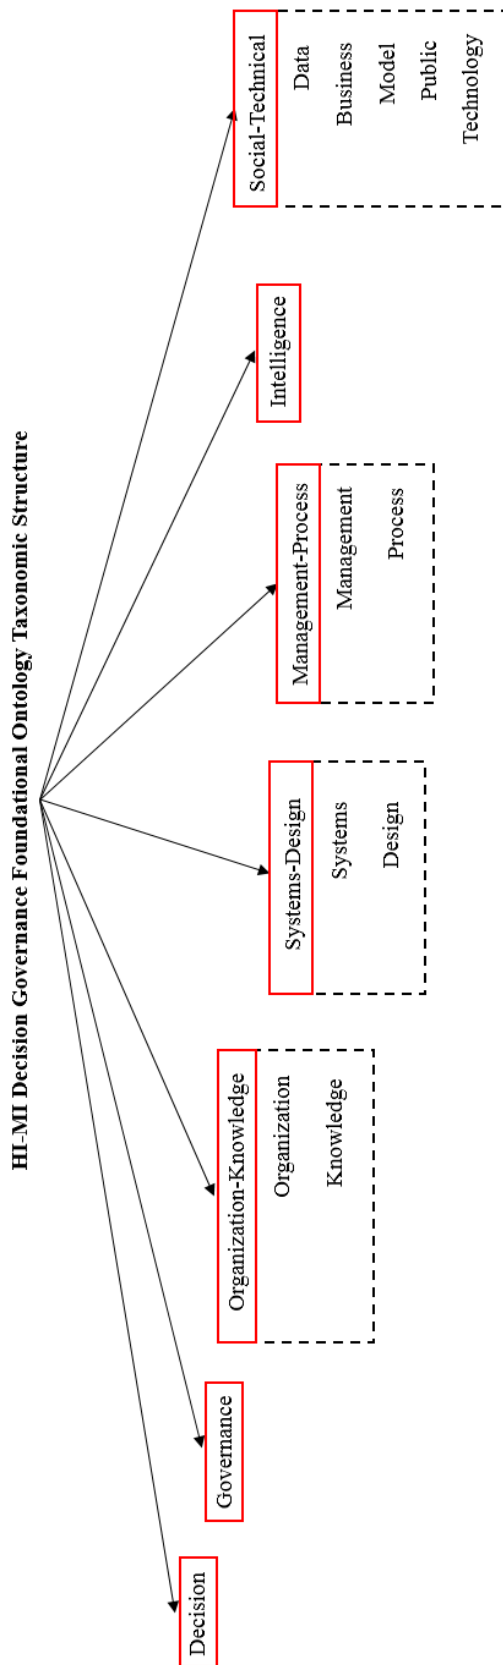 HI-MI Decision Governance Foundational Ontology Taxonomic Structure
Decision
Governance
Organization-Knowledge
Organization
Knowledge
Systems-Design
Systems
Design
Management-Process
Management
Process
Intelligence
Social-Technical
Data
Business
Model
Public
Technology